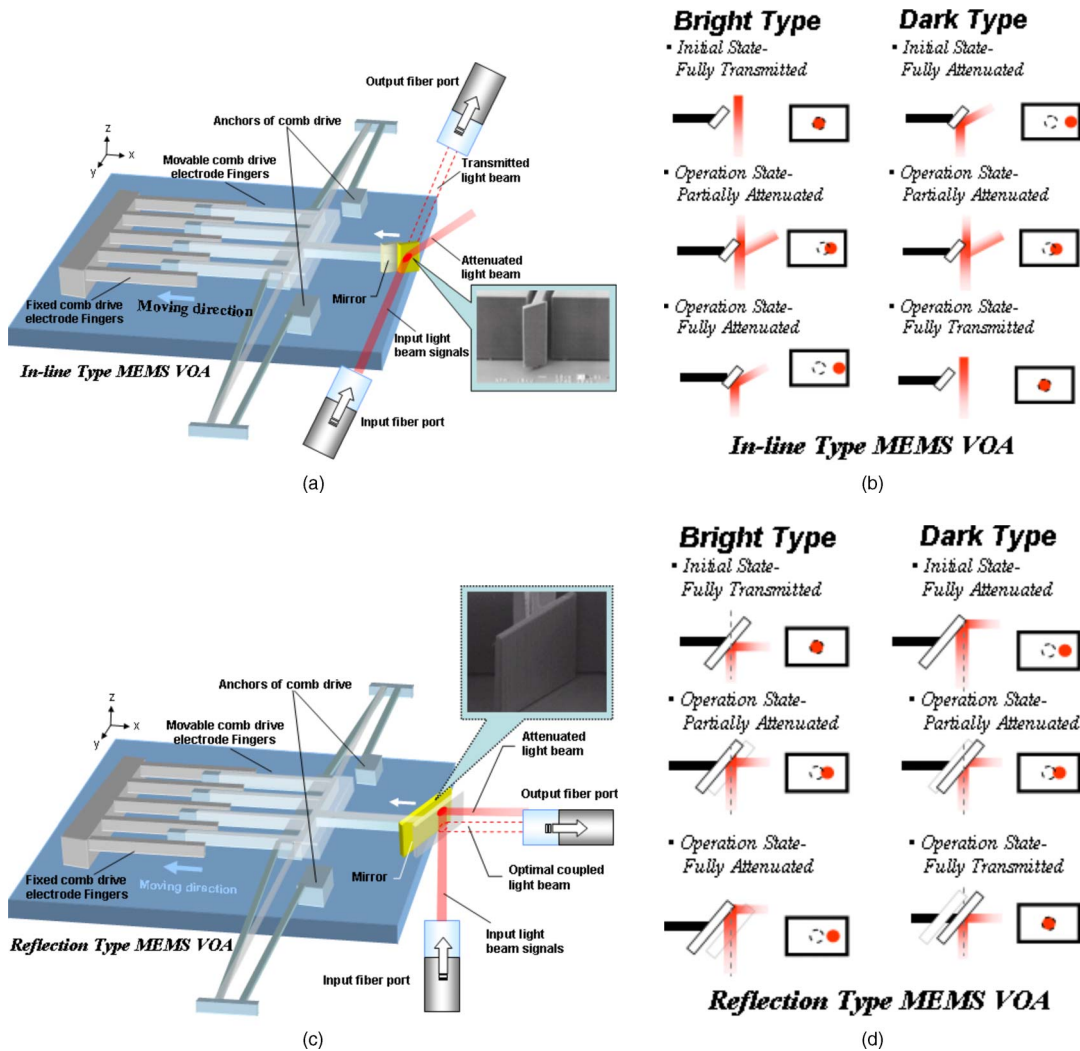 Output fiber port
Anchors of comb drive
z
x
y
Movable comb drive
electrode Fingers
Transmitted
light beam
Attenuated
light beam
Mirror
Fixed comb drive
electrode Fingers
Moving direction
Input light
beam signals
In-line Type MEMS VOA
Input fiber port
(a)
Bright Type
▪ Initial State-
Fully Transmitted
Operation State-
Partially Attenuated
▪ Operation State-
Fully Attenuated
Dark Type
▪ Initial State-
Fully Attenuated
Operation State-
Partially Attenuated
▪ Operation State-
Fully Transmitted
In-line Type MEMS VOA
(b)
Anchors of comb drive
z
x
y
Movable comb drive
electrode Fingers
Attenuated
light beam
Output fiber port
Optimal coupled
light beam
Mirror
Fixed comb drive
electrode Fingers
Moving direction
Reflection Type MEMS VOA
Input light
beam signals
Input fiber port
(c)
Bright Type
▪ Initial State-
Fully Transmitted
▪ Operation State-
Partially Attenuated
▪ Operation State-
Fully Attenuated
Dark Type
▪ Initial State-
Fully Attenuated
▪ Operation State-
Partially Attenuated
▪ Operation State-
Fully Transmitted
Reflection Type MEMS VOA
(d)